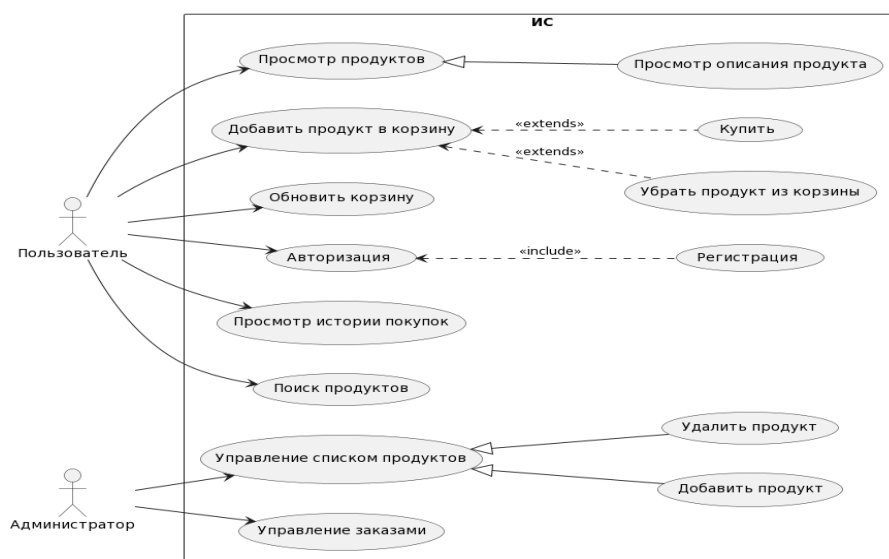 ИС
Просмотр продуктов
Просмотр описания продукта
Добавить продукт в корзину
«extends»
Купить
«extends»
Убрать продукт из корзины
Обновить корзину
Пользователь
Авторизация
«include»
Регистрация
Просмотр истории покупок
Поиск продуктов
Управление списком продуктов
Удалить продукт
Добавить продукт
Администратор
Управление заказами